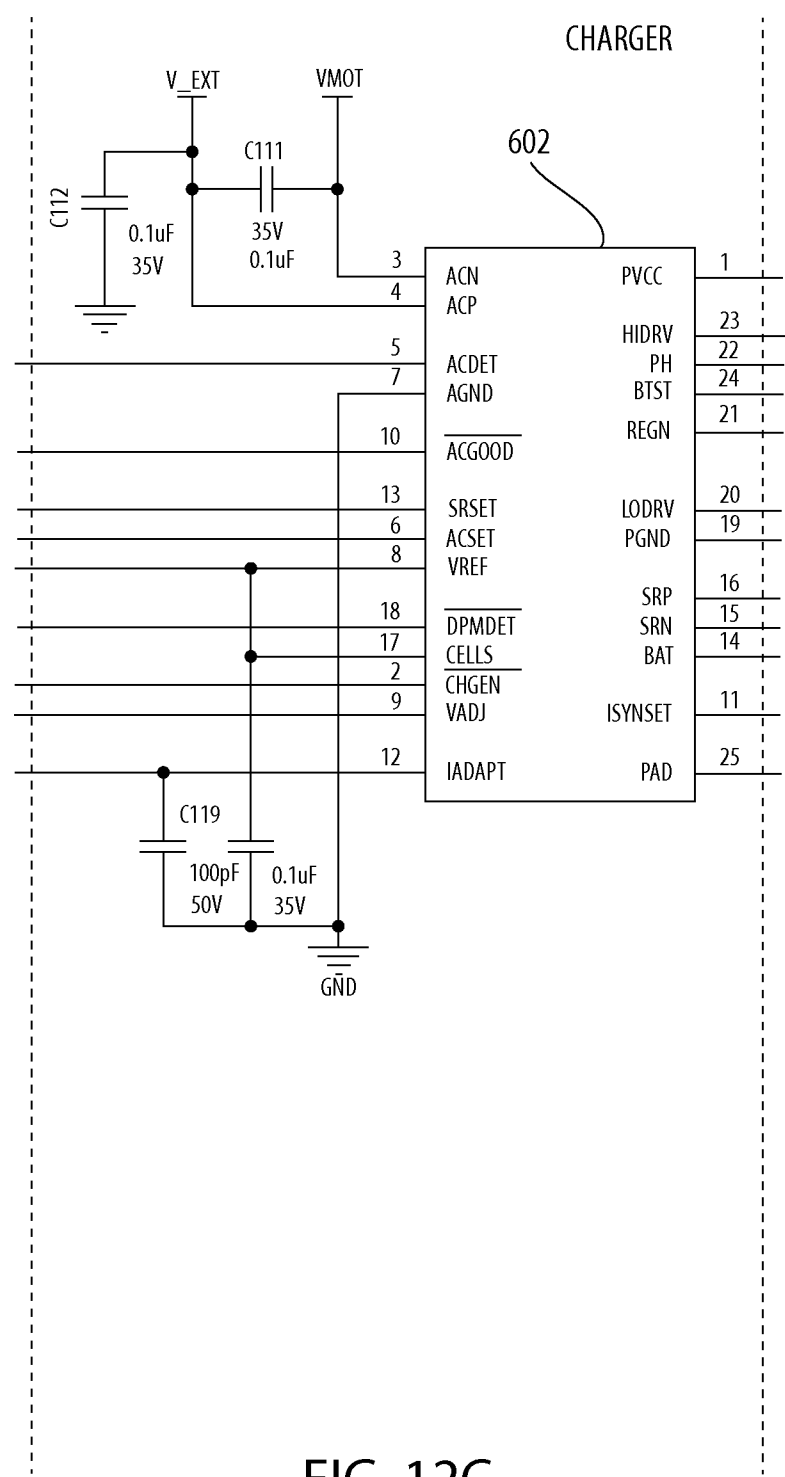 CHARGER
V_EXT
VMOT
C111
602
C112
0.1uF
35V
35V
0.1uF
3
ACN
PVCC
1
4
ACP
HIDRV
23
5
ACDET
PH
22
7
AGND
BTST
24
REGN
21
10
ACGOOD
13
SRSET
LODRV
20
6
ACSET
PGND
19
8
VREF
SRP
16
18
DPMDET
SRN
15
17
CELLS
BAT
14
2
CHGEN
9
VADJ
ISYNSET
11
12
IADAPT
PAD
25
C119
100pF
50V
0.1uF
35V
GND
FIG. 12C